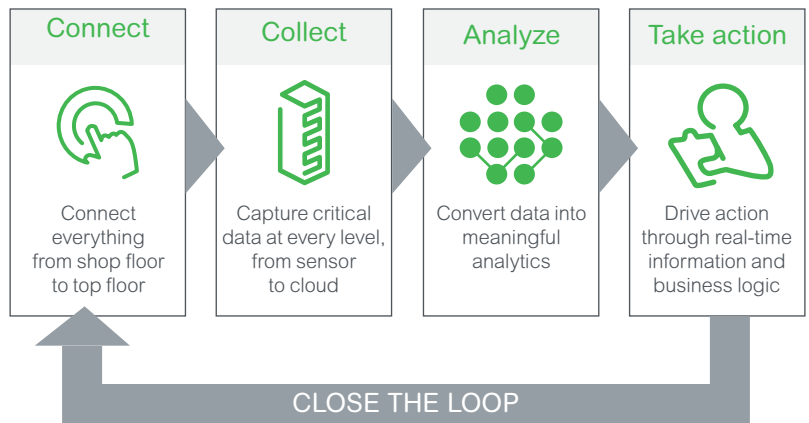 Connect
Connect
everything
from shop floor
to top floor
Collect
Capture critical
data at every level,
from sensor
to cloud
Analyze
Convert data into
meaningful
analytics
Take action
Drive action
through real-time
information and
business logic
CLOSE THE LOOP